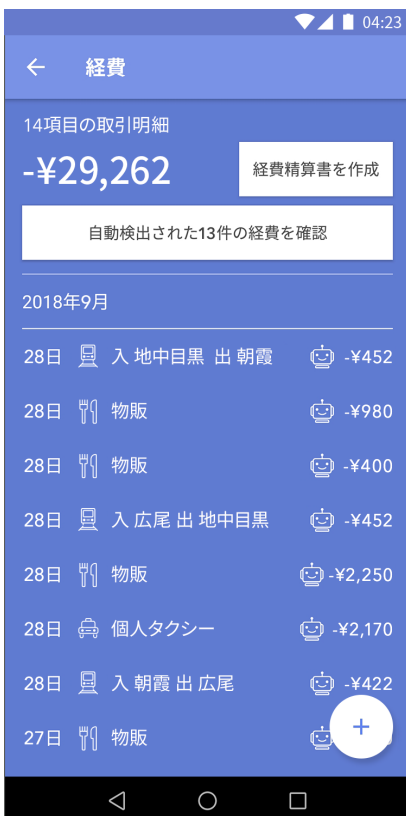 04:23
経費
14項目の取引明細
-¥29,262
経費精算書を作成
自動検出された13件の経費を確認
2018年9月
28日 入 地中目黒 出 朝霞 -¥452
28日 物販 -¥980
28日 物販 -¥400
28日 入 広尾 出 地中目黒 -¥452
28日 物販 -¥2,250
28日 個人タクシー -¥2,170
28日 入 朝霞 出 広尾 -¥422
27日 物販
+